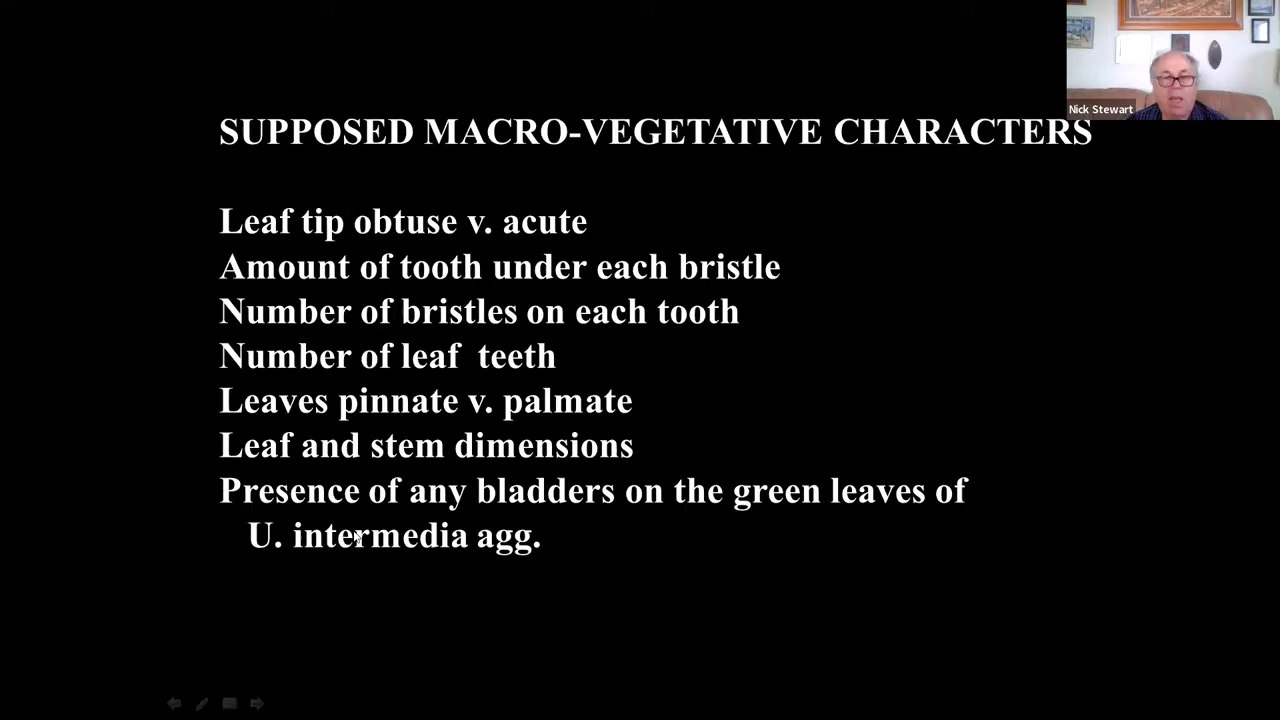 Nick Stewart
SUPPOSED MACRO-VEGETATIVE CHARACTERS
Leaf tip obtuse v. acute
Amount of tooth under each bristle
Number of bristles on each tooth
Number of leaf teeth
Leaves pinnate v. palmate
Leaf and stem dimensions
Presence of any bladders on the green leaves of
U. intermedia agg.